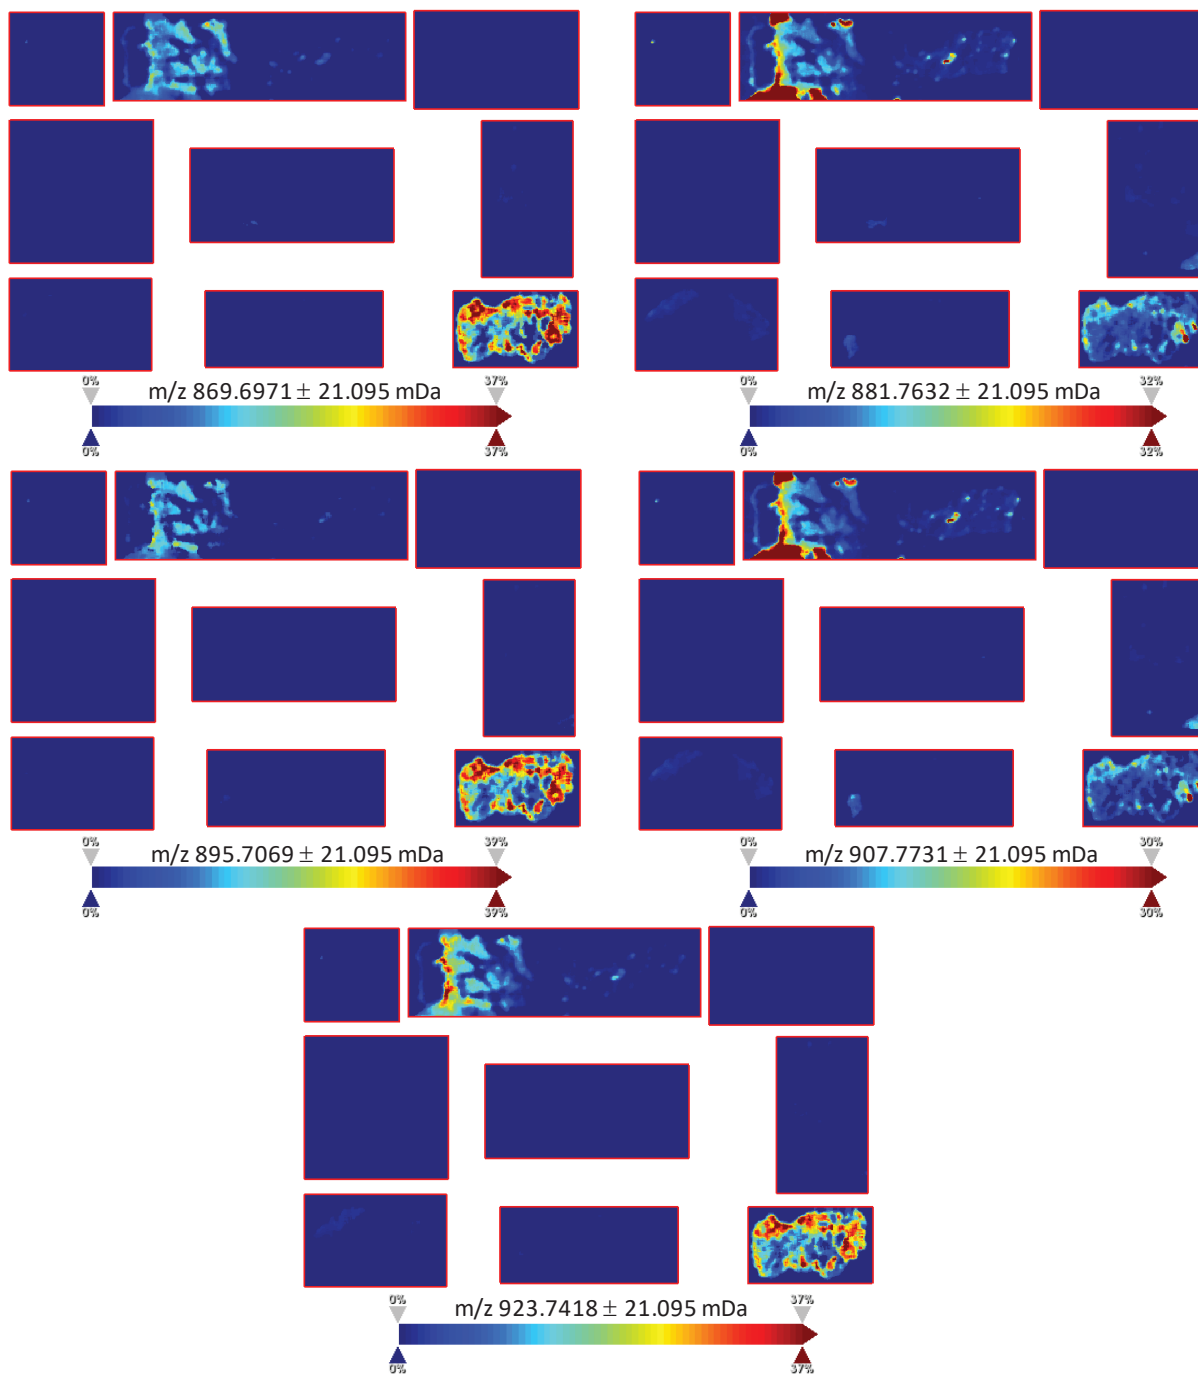 0% 37%
m/z 869.6971 ± 21.095 mDa
0% 37%
0% 32%
m/z 881.7632 ± 21.095 mDa
0% 32%
0% 39%
m/z 895.7069 ± 21.095 mDa
0% 39%
0% 30%
m/z 907.7731 ± 21.095 mDa
0% 30%
0% 37%
m/z 923.7418 ± 21.095 mDa
0% 37%